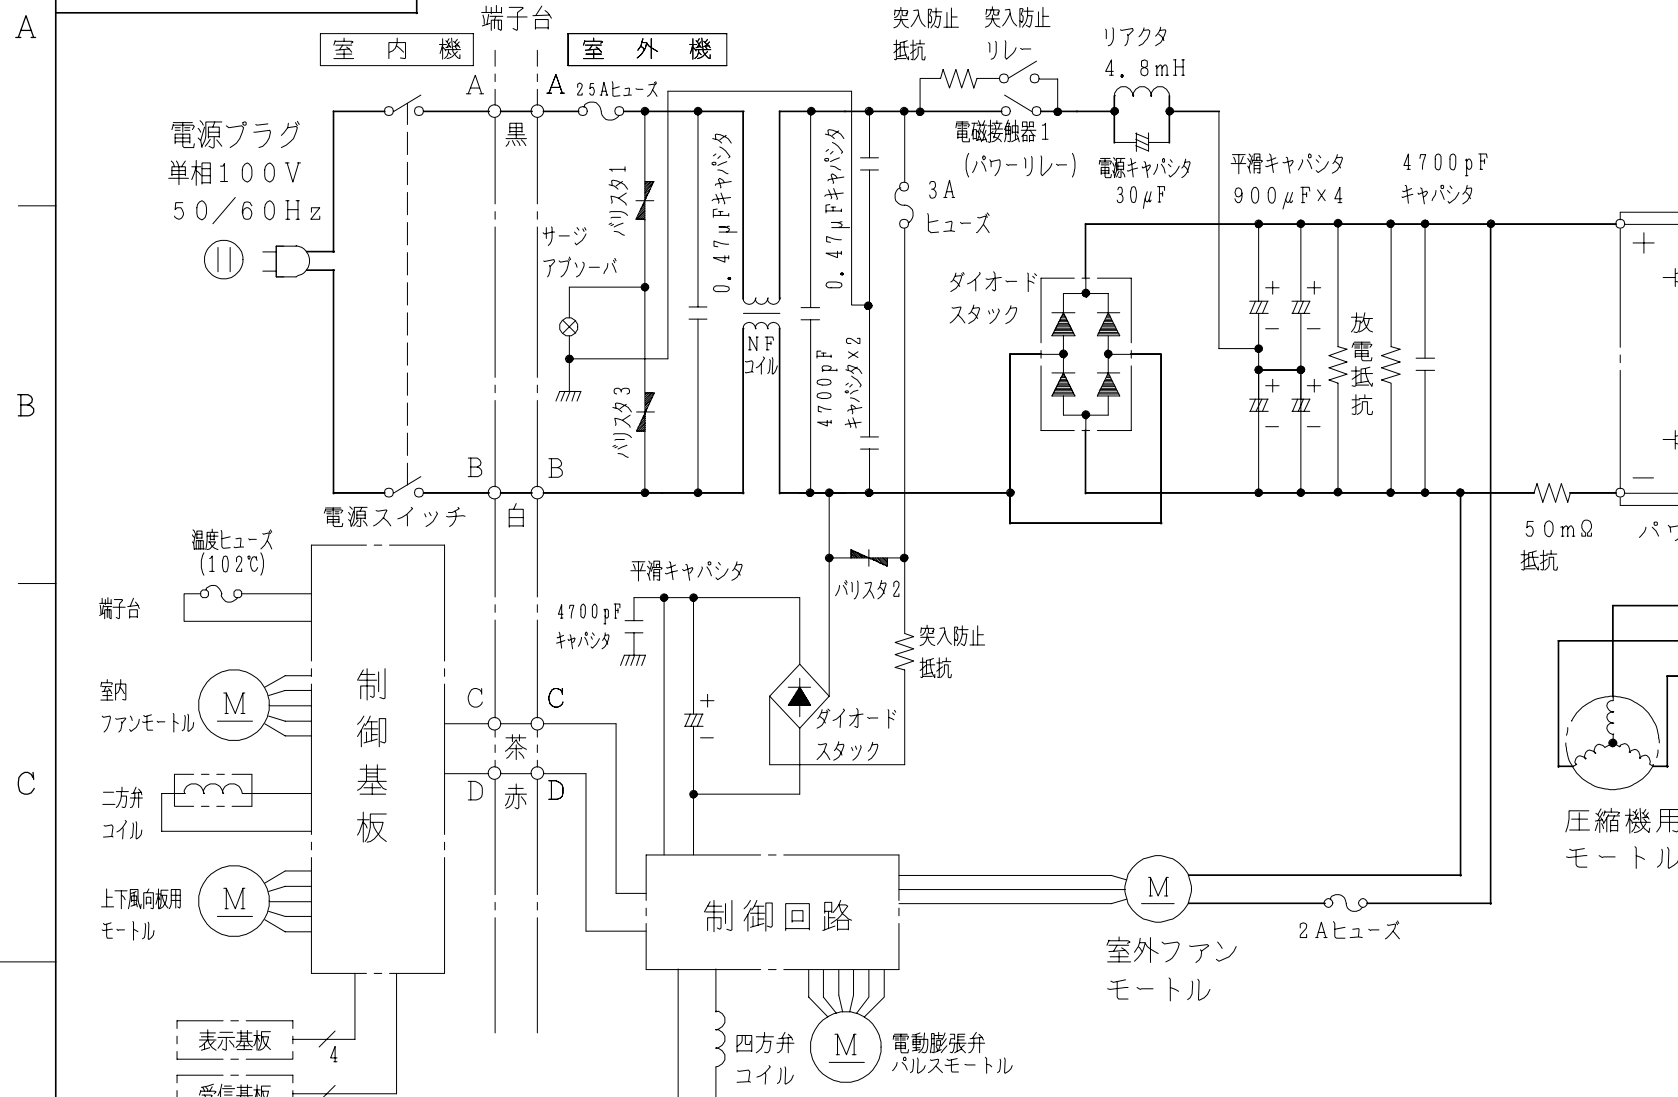 A
B
C
端子台
室内機
室外機
A
A
25Aヒューズ
黒
電源プラグ
単相100V
50/60Hz
バリスタ1
サージ
アブソーバ
バリスタ3
0.47μFキャパシタ
NF
コイル
0.47μFキャパシタ
4700pF
キャパシタ×2
突入防止
抵抗
突入防止
リレー
リアクタ
4.8mH
電磁接触器1
(パワーリレー)
電源キャパシタ
30μF
平滑キャパシタ
900μF×4
4700pF
キャパシタ
3A
ヒューズ
ダイオード
スタック
+
-
+
-
+
-
+
-
放電抵抗
+
-
50mΩ
抵抗
パワ
B
B
白
電源スイッチ
温度ヒューズ
(102℃)
端子台
室内
ファンモートル
M
二方弁
コイル
上下風向板用
モートル
M
制御基板
表示基板
4
受信基板
C
C
茶
D
D
赤
平滑キャパシタ
4700pF
キャパシタ
+
-
バリスタ2
突入防止
抵抗
ダイオード
スタック
制御回路
四方弁
コイル
M
電動膨張弁
パルスモートル
M
室外ファン
モートル
2Aヒューズ
圧縮機用
モートル